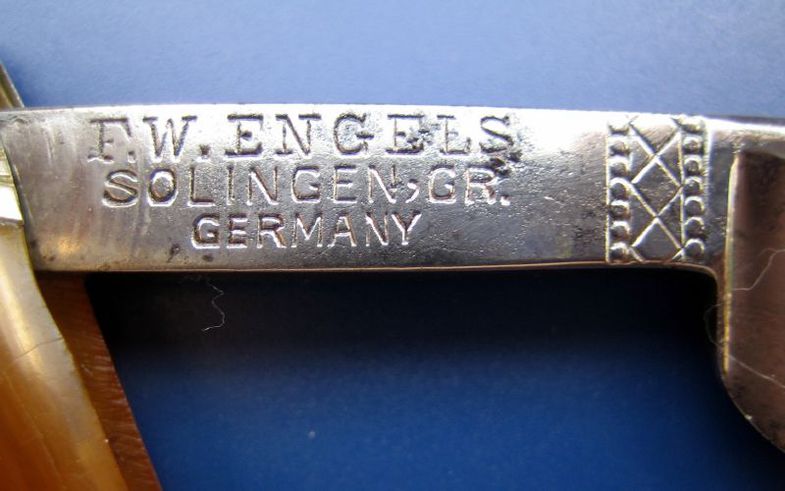 F.W. ENGELS
SOLINGEN, GR.
GERMANY